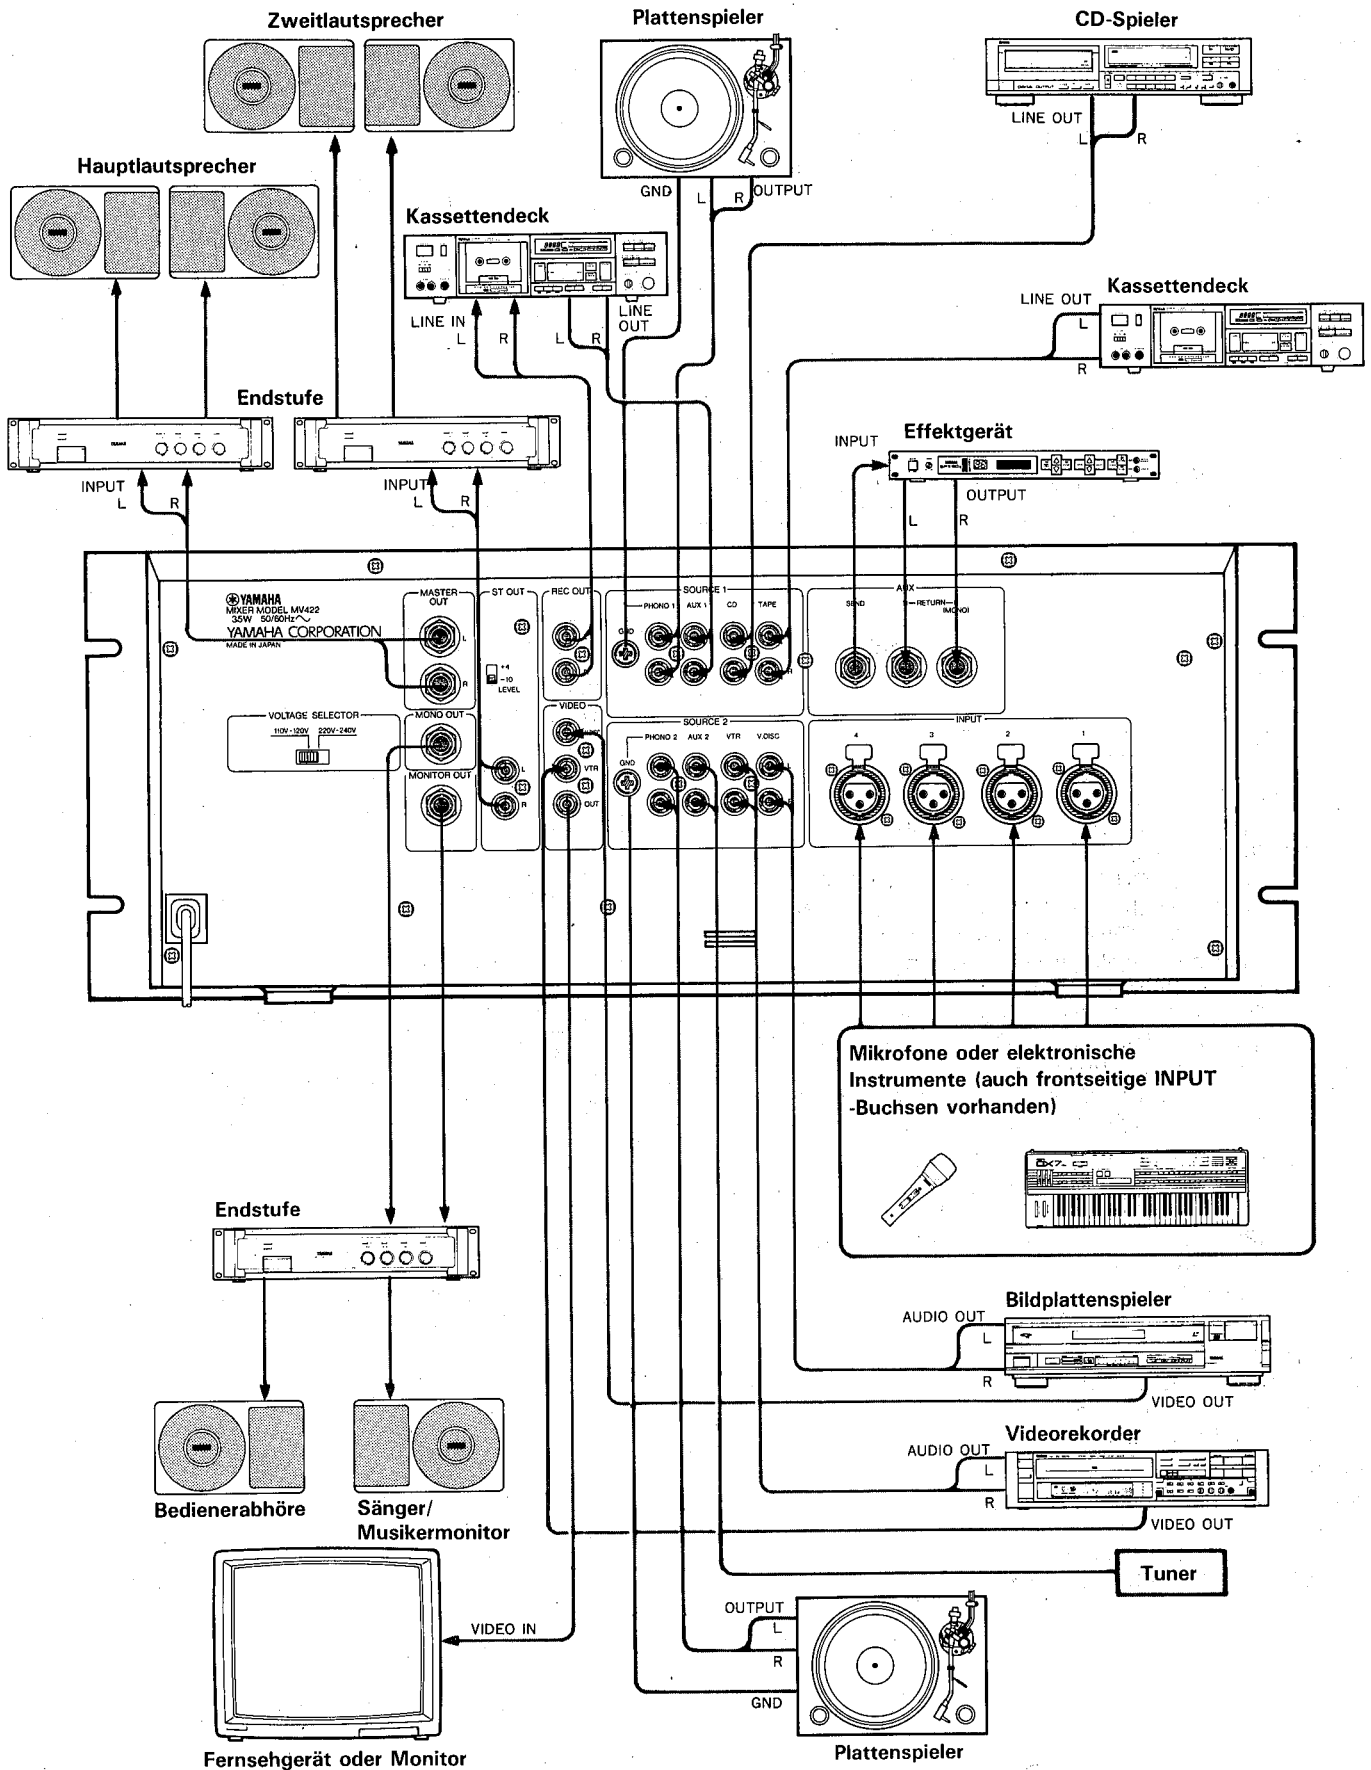 Zweitlautsprecher
Plattenspieler
CD-Spieler
LINE OUT
L
R
Hauptlautsprecher
GND
L
R
OUTPUT
Kassettendeck
LINE IN
L
R
L
R
LINE
OUT
Kassettendeck
LINE OUT
L
R
Endstufe
INPUT
L
R
INPUT
L
R
Effektgerät
INPUT
OUTPUT
L
R
YAMAHA
MIXER MODEL MV422
35W 50/60Hz
YAMAHA CORPORATION
MADE IN JAPAN
MASTER
OUT
L
R
ST OUT
+4
-10
LEVEL
L
R
REC OUT
SOURCE 1
GND
PHONO 1
AUX 1
CD
TAPE
R
AUX
SEND
RETURN
(MONO)
VOLTAGE SELECTOR
110V-120V
220V-240V
MONO OUT
MONITOR OUT
VIDEO
VTR
OUT
SOURCE 2
GND
PHONO 2
AUX 2
VTR
V.DISC
L
INPUT
4
3
2
1
Mikrofone oder elektronische
Instrumente (auch frontseitige INPUT
-Buchsen vorhanden)
DX7
Endstufe
Bedienerabhöre
Sänger/
Musikermonitor
Bildplattenspieler
AUDIO OUT
L
R
VIDEO OUT
Videorekorder
AUDIO OUT
L
R
VIDEO OUT
Tuner
VIDEO IN
Fernsehgerät oder Monitor
OUTPUT
L
R
GND
Plattenspieler